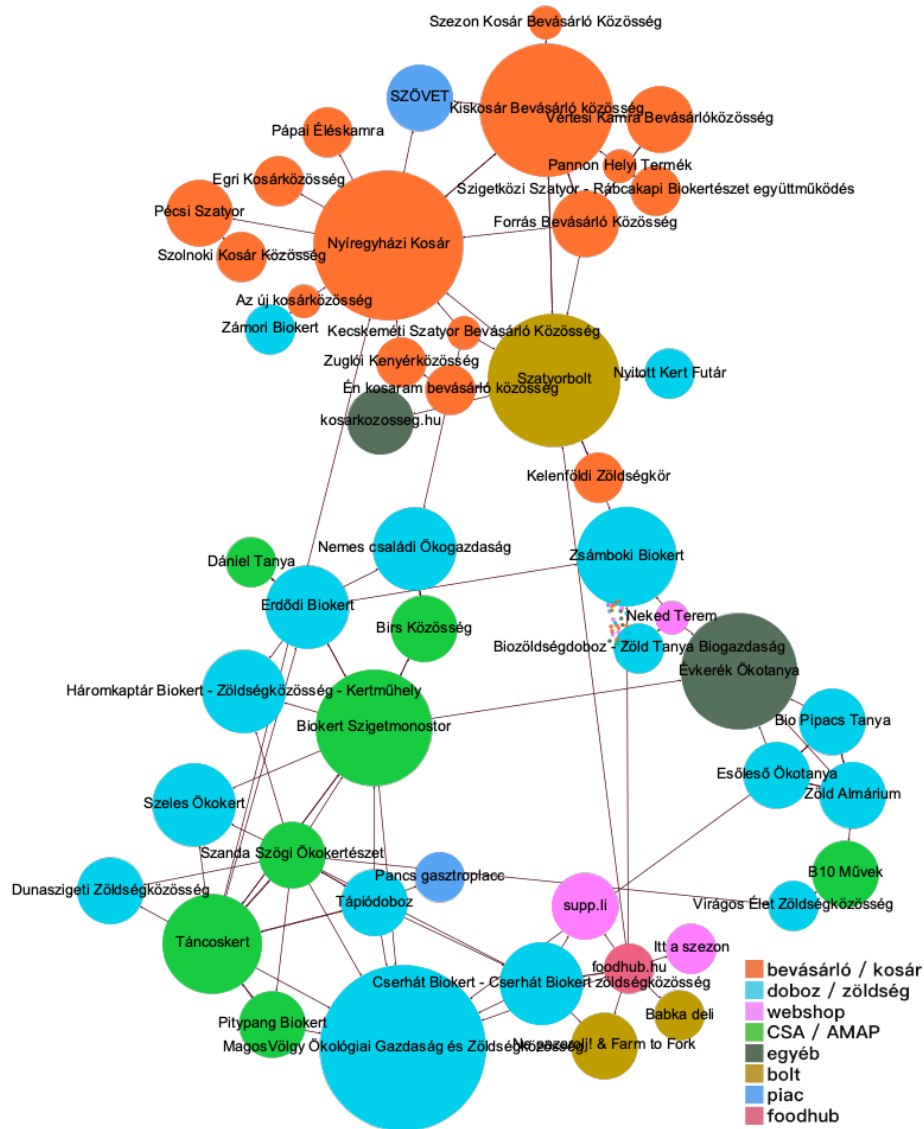 Szezon Kosár Bevásárló Közösség
SZÖVET
Kiskosár Bevásárló közösség
Vértesi Kamra Bevásárlóközösség
Pápai Éléskamra
Pannon Helyi Termék
Egri Kosárközösség
Szigetközi Szatyor - Rábcakapi Biokertészet együttműködés
Pécsi Szatyor
Forrás Bevásárló Közösség
Nyíregyházi Kosár
Szolnoki Kosár Közösség
Az új kosárközösség
Zámori Biokert
Kecskeméti Szatyor Bevásárló Közösség
Zuglói Kenyérközösség
Szatyorbolt
Nyitott Kert Futár
Én kosaram bevásárló közösség
kosarkozosseg.hu
Kelenföldi Zöldségkör
Nemes családi Ökogazdaság
Zsámboki Biokert
Dániel Tanya
Erdődi Biokert
Neked Terem
Birs Közösség
Biozöldségdoboz - Zöld Tanya Biogazdaság
Évkerék Ökotanya
Háromkaptár Biokert - Zöldségközösség - Kertműhely
Biokert Szigetmonostor
Bio Pipacs Tanya
Esőleső Ökotanya
Szeles Ökokert
Zöld Almárium
Szanda Szögi Ökokertészet
Pancs gasztroplacc
B10 Művek
Dunaszigeti Zöldségközösség
Tápiódoboz
supp.li
Virágos Élet Zöldségközösség
Táncoskert
Itt a szezon
foodhub.hu
Cserhát Biokert - Cserhát Biokert zöldségközösség
Babka deli
Pitypang Biokert
MagosVölgy Ökológiai Gazdaság és Zöldségközösség
Ne pazarolj! & Farm to Fork
bevásárló / kosár
doboz / zöldség
webshop
CSA / AMAP
egyéb
bolt
piac
foodhub